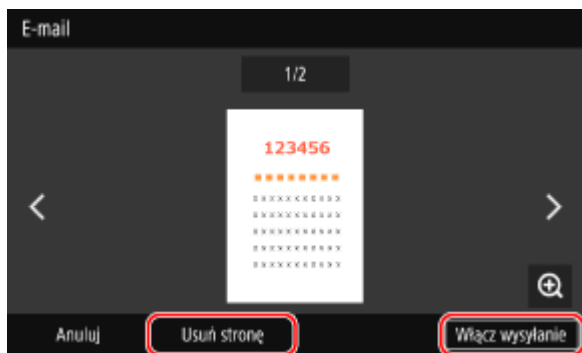 E-mail
1/2
123456
Anuluj
Usuń stronę
Włącz wysyłanie